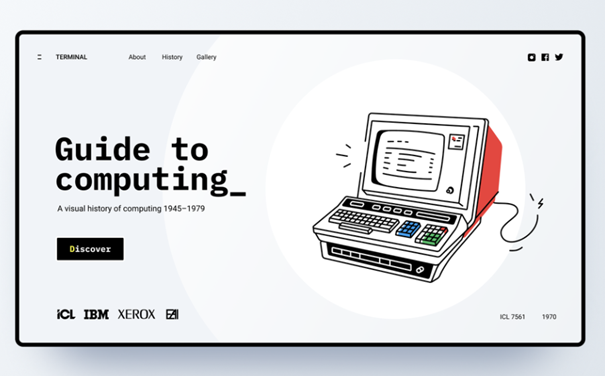 TERMINAL
About
History
Gallery
Guide to
computing_
A visual history of computing 1945–1979
Discover
ICL IBM XEROX
ICL 7561
1970